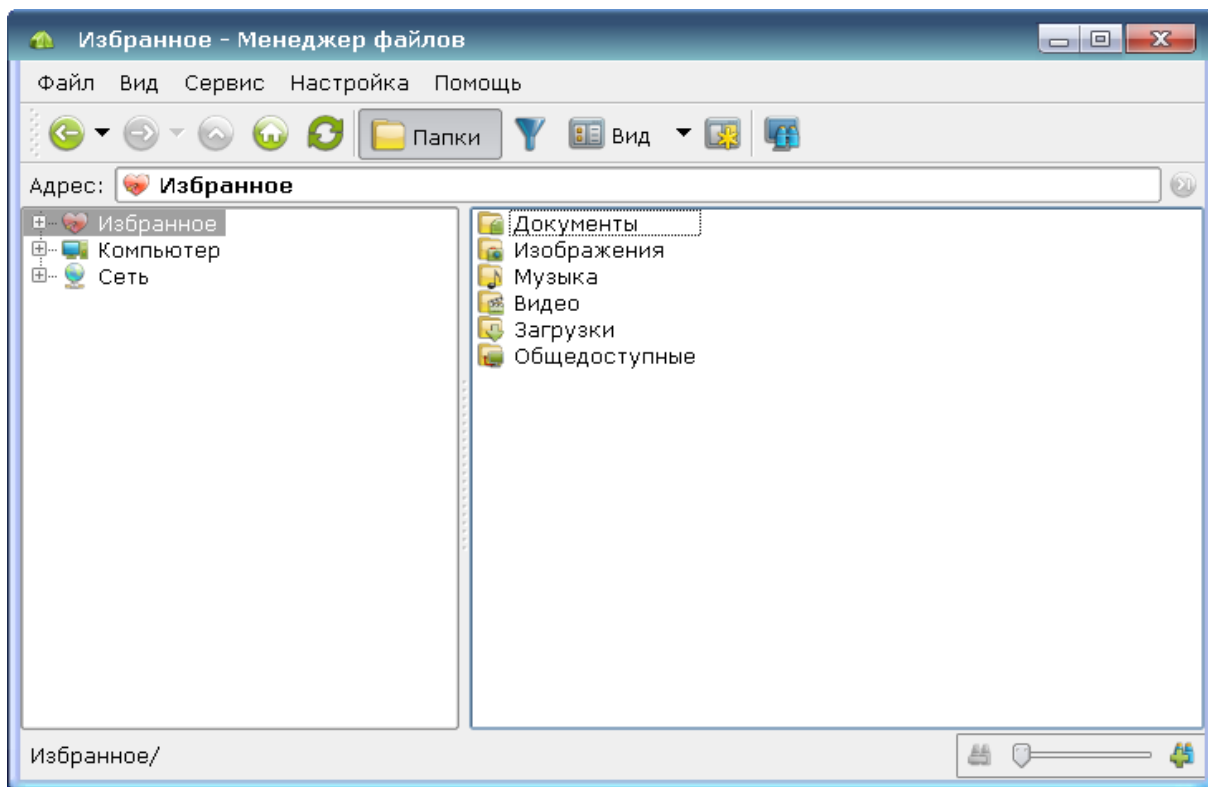 Избранное - Менеджер файлов
Файл Вид Сервис Настройка Помощь
Папки Вид
Адрес: Избранное
Избранное
Компьютер
Сеть
Документы
Изображения
Музыка
Видео
Загрузки
Общедоступные
Избранное/